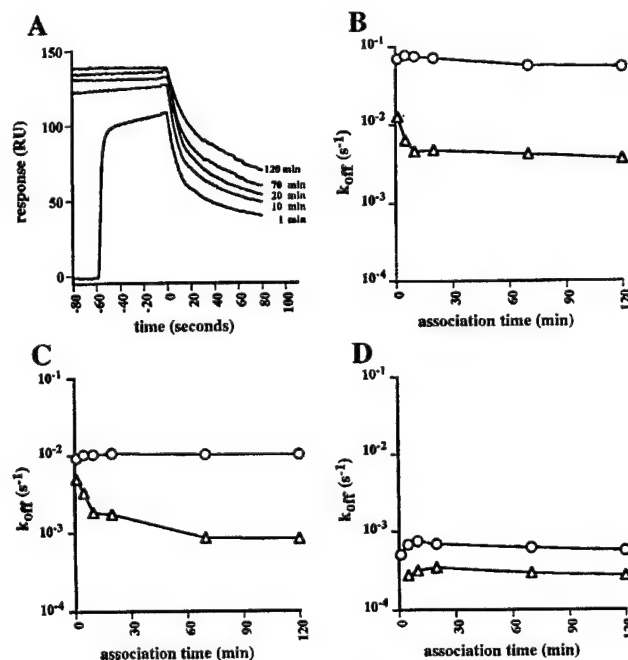 A
response (RU)
150
100
50
0
120 min
70 min
20 min
10 min
1 min
-80
-60
-40
-20
0
20
40
60
80
100
time (seconds)
B
k_off (s⁻¹)
10⁻¹
10⁻²
10⁻³
10⁻⁴
0
30
60
90
120
association time (min)
C
k_off (s⁻¹)
10⁻¹
10⁻²
10⁻³
10⁻⁴
0
30
60
90
120
association time (min)
D
k_off (s⁻¹)
10⁻¹
10⁻²
10⁻³
10⁻⁴
0
30
60
90
120
association time (min)